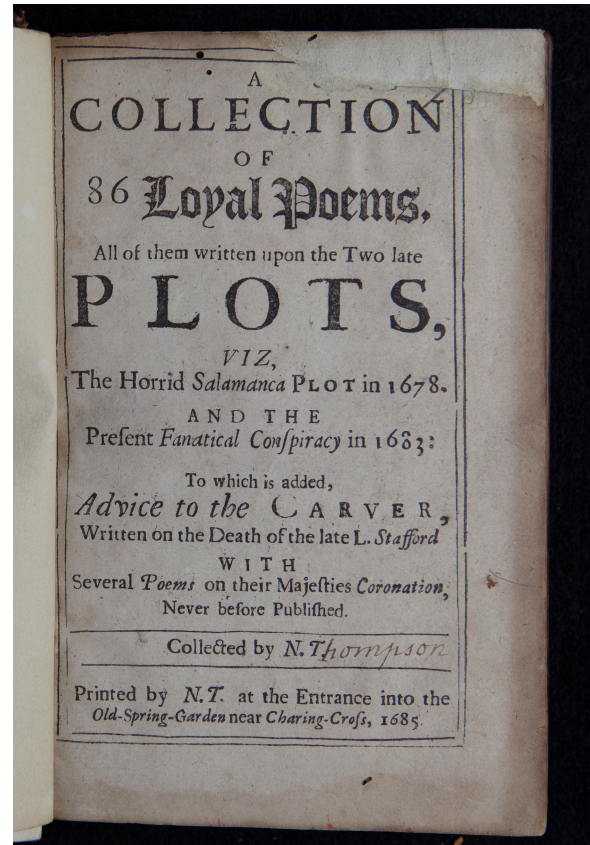 A
COLLECTION
OF
86 Loyal Poems.
All of them written upon the Two late
PLOTS,
VIZ,
The Horrid Salamanca PLOT in 1678.
AND THE
Preſent Fanatical Conſpiracy in 1683:
To which is added,
Advice to the CARVER,
Written on the Death of the late L. Stafford
WITH
Several Poems on their Majeſties Coronation,
Never before Publiſhed.
Collected by N. Thompson
Printed by N.T. at the Entrance into the
Old-Spring-Garden near Charing-Croſs, 1685.